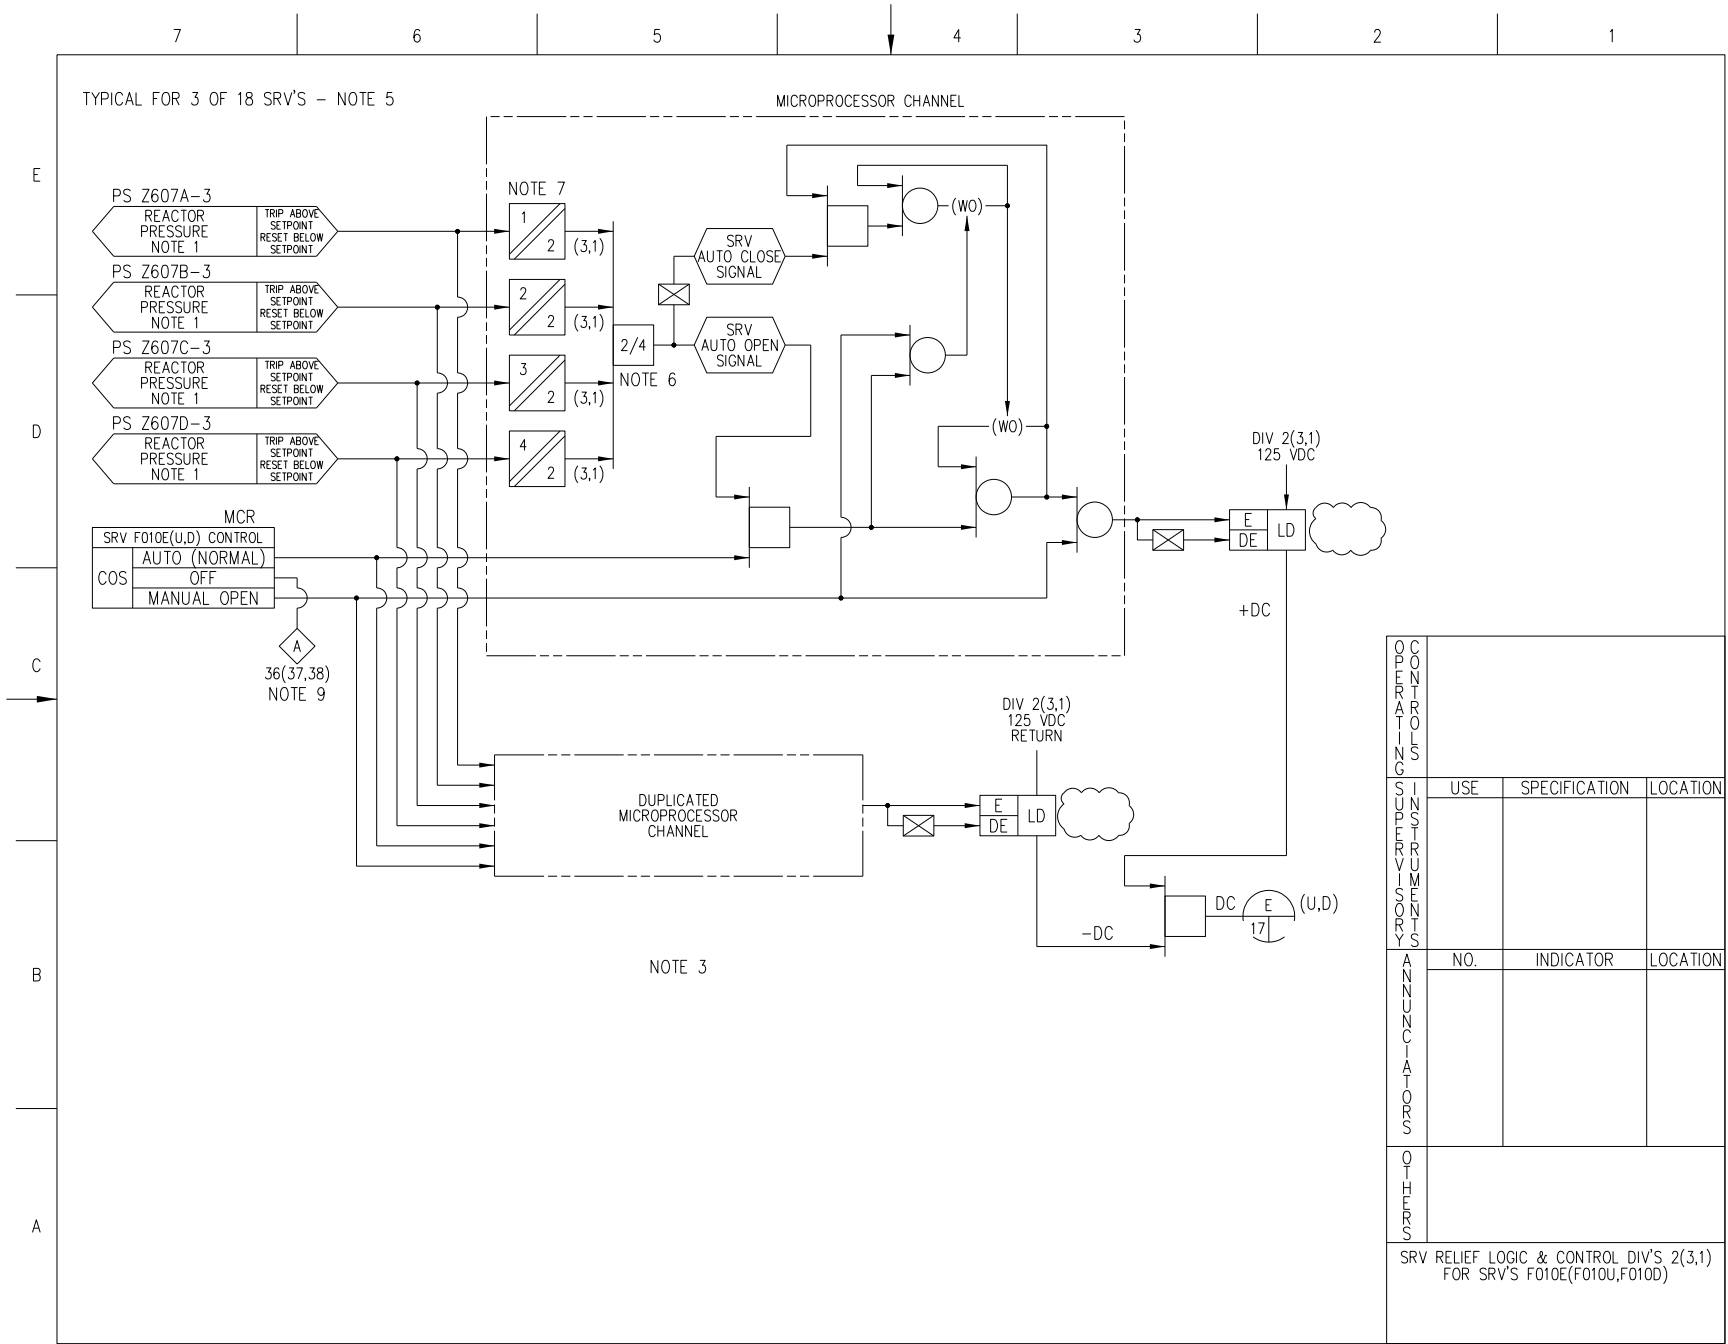 7 6 5 4 3 2 1
TYPICAL FOR 3 OF 18 SRV'S – NOTE 5
MICROPROCESSOR CHANNEL
E
D
C
B
A
PS Z607A-3
REACTOR
PRESSURE
NOTE 1
TRIP ABOVE
SETPOINT
RESET BELOW
SETPOINT
PS Z607B-3
REACTOR
PRESSURE
NOTE 1
TRIP ABOVE
SETPOINT
RESET BELOW
SETPOINT
PS Z607C-3
REACTOR
PRESSURE
NOTE 1
TRIP ABOVE
SETPOINT
RESET BELOW
SETPOINT
PS Z607D-3
REACTOR
PRESSURE
NOTE 1
TRIP ABOVE
SETPOINT
RESET BELOW
SETPOINT
MCR
SRV F010E(U,D) CONTROL
COS
AUTO (NORMAL)
OFF
MANUAL OPEN
A
36(37,38)
NOTE 9
NOTE 7
1
2
(3,1)
2
2
(3,1)
3
2
(3,1)
4
2
(3,1)
2/4
NOTE 6
SRV
AUTO CLOSE
SIGNAL
SRV
AUTO OPEN
SIGNAL
(WO)
(WO)
DIV 2(3,1)
125 VDC
E
DE
LD
+DC
DIV 2(3,1)
125 VDC
RETURN
DUPLICATED
MICROPROCESSOR
CHANNEL
E
DE
LD
-DC
DC
E
17
(U,D)
NOTE 3
OPERATING
CONTROLS
SUPERVISORY
INSTRUMENTS
USE SPECIFICATION LOCATION
ANNUNCIATORS
NO. INDICATOR LOCATION
OTHERS
SRV RELIEF LOGIC & CONTROL DIV'S 2(3,1)
FOR SRV'S F010E(F010U,F010D)